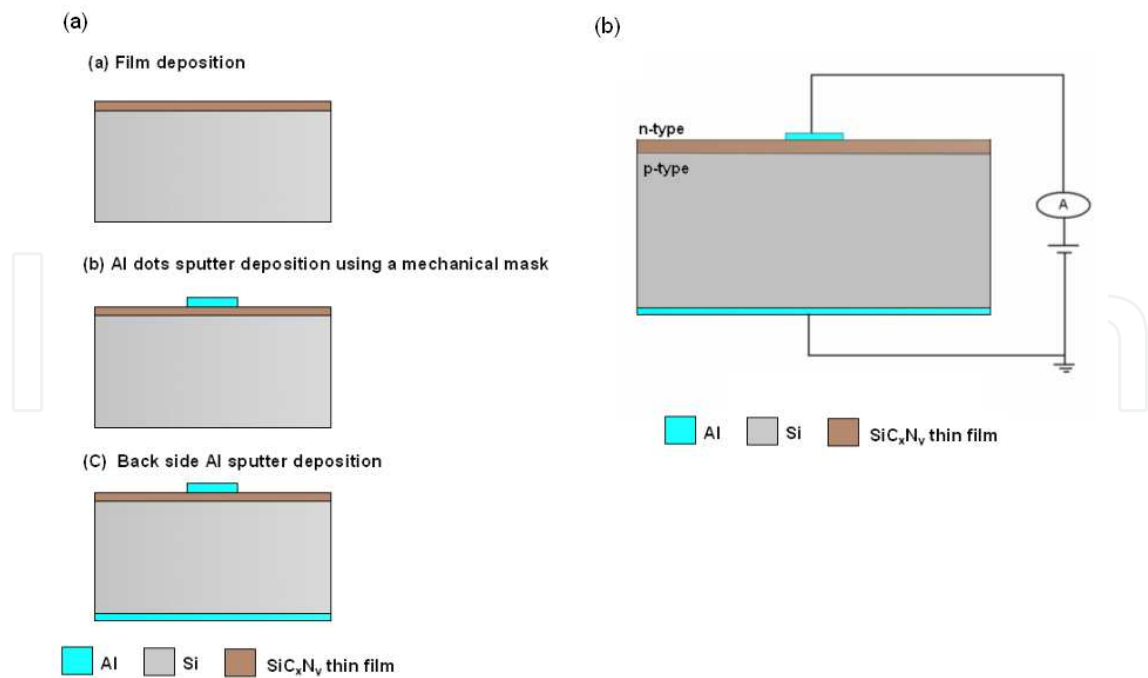 (a)
(a) Film deposition
(b) Al dots sputter deposition using a mechanical mask
(C) Back side Al sputter deposition
Al Si SiCxNy thin film
(b)
n-type
p-type
A
Al Si SiCxNy thin film